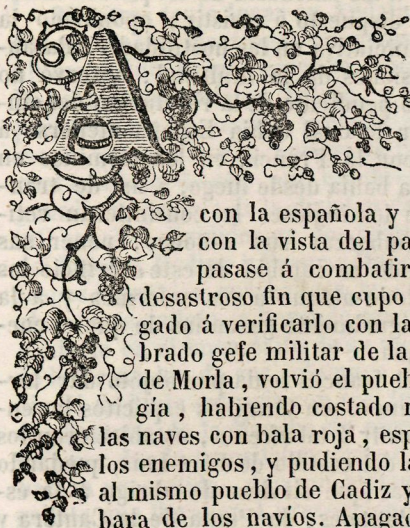 A
con la española y
con la vista del pa
pasase á combatir
desastroso fin que cupo
gado á verificarlo con la
brado gefe militar de la
de Morla, volvió el pueb
gía, habiendo costado
las naves con bala roja, esp
los enemigos, y pudiendo la
al mismo pueblo de Cadiz y
bara de los navíos. Apagad